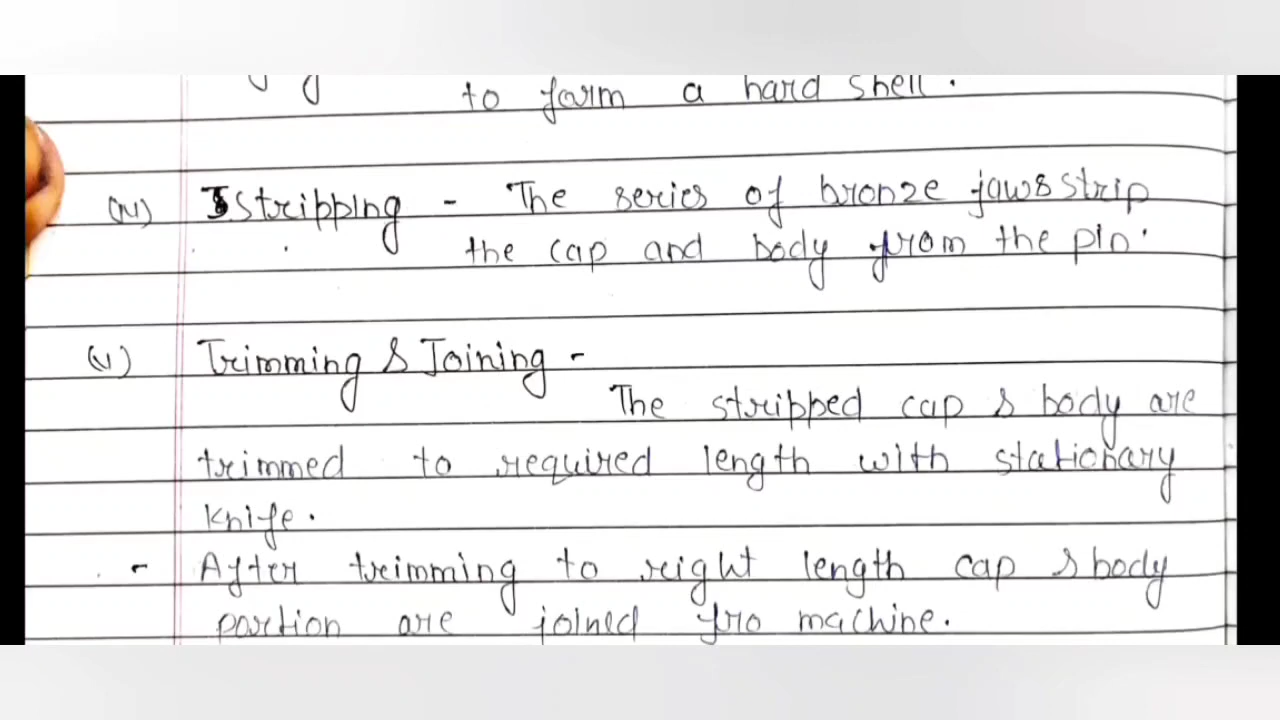 to form a hard shell.
(iv) Stripping - The series of bronze jaws strip
the cap and body from the pin.
(v) Trimming & Joining -
The stripped cap & body are
trimmed to required length with stationary
knife.
- After trimming to right length cap & body
portion are joined fro machine.